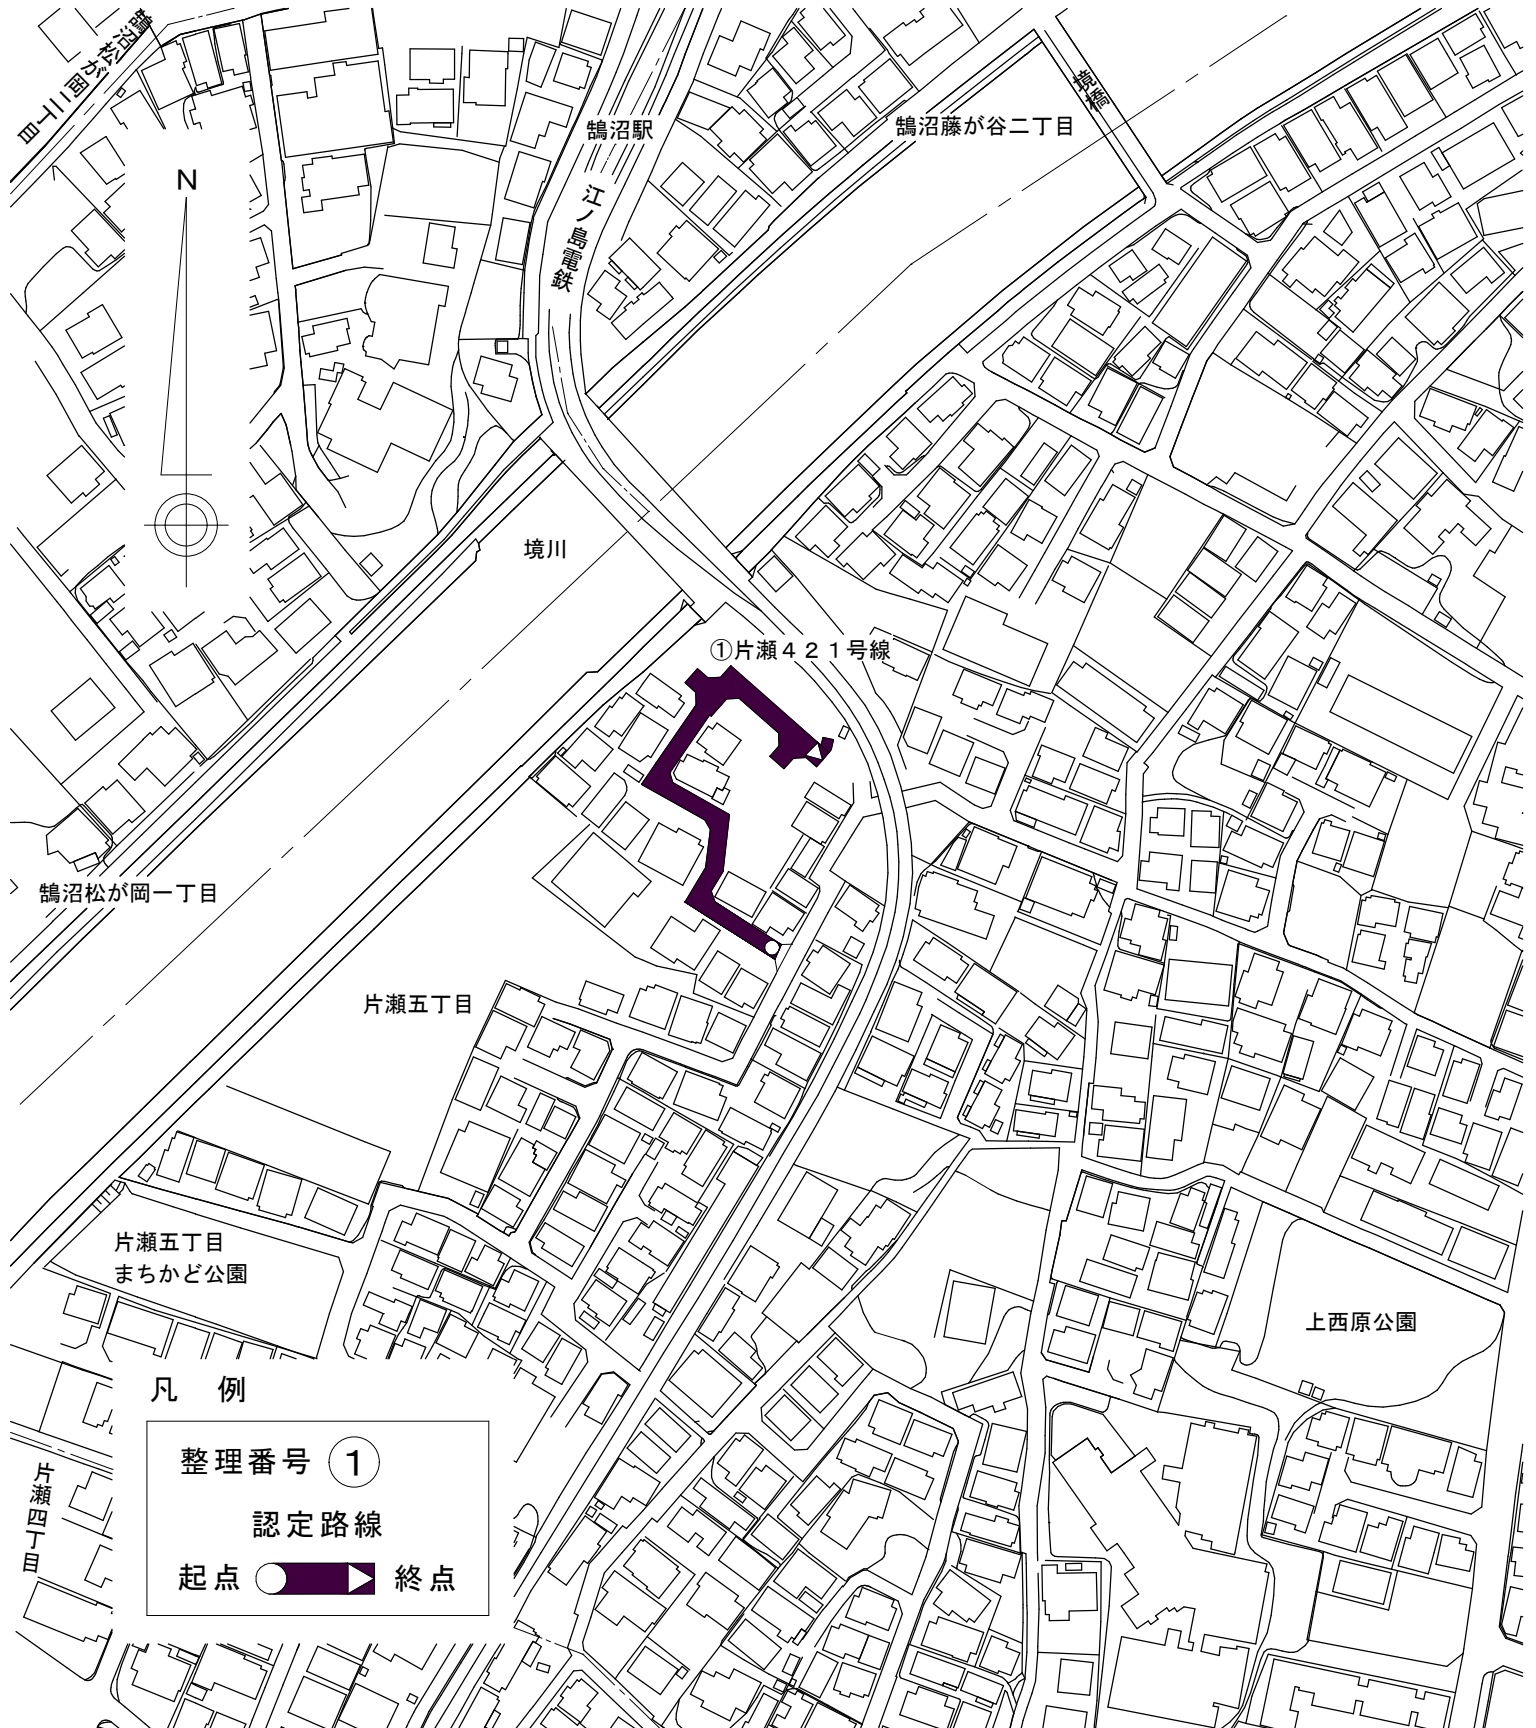 鵠沼松が岡二丁目
N
鵠沼駅
江ノ島電鉄
鵠沼藤が谷二丁目
境橋
境川
①片瀬４２１号線
鵠沼松が岡一丁目
片瀬五丁目
片瀬五丁目
まちかど公園
上西原公園
片瀬四丁目
凡 例
整理番号 ①
認定路線
起点 終点